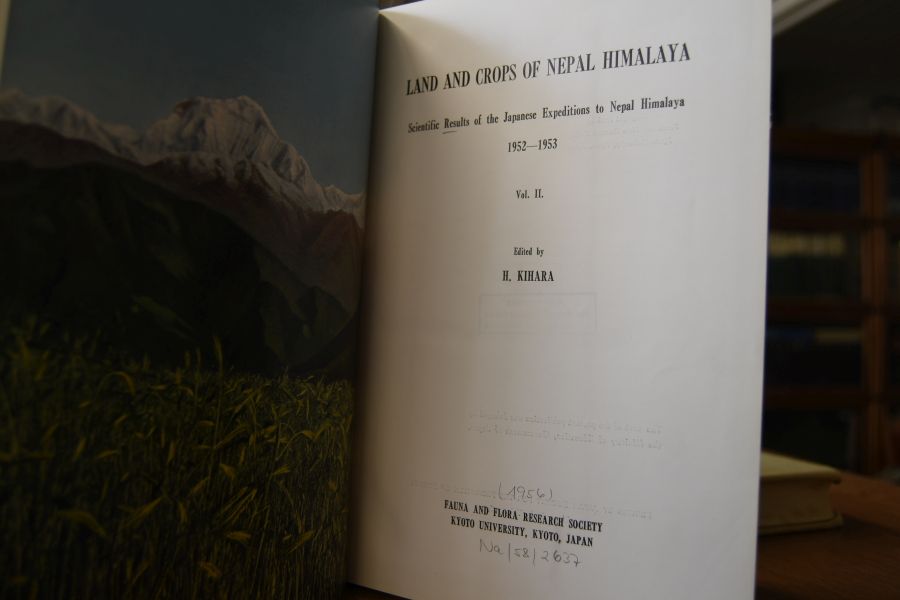 LAND AND CROPS OF NEPAL HIMALAYA
Scientific Results of the Japanese Expeditions to Nepal Himalaya
1952—1953
Vol. II.
Edited by
H. KIHARA
(1956)
FAUNA AND FLORA RESEARCH SOCIETY
KYOTO UNIVERSITY, KYOTO, JAPAN
Na/58/2637